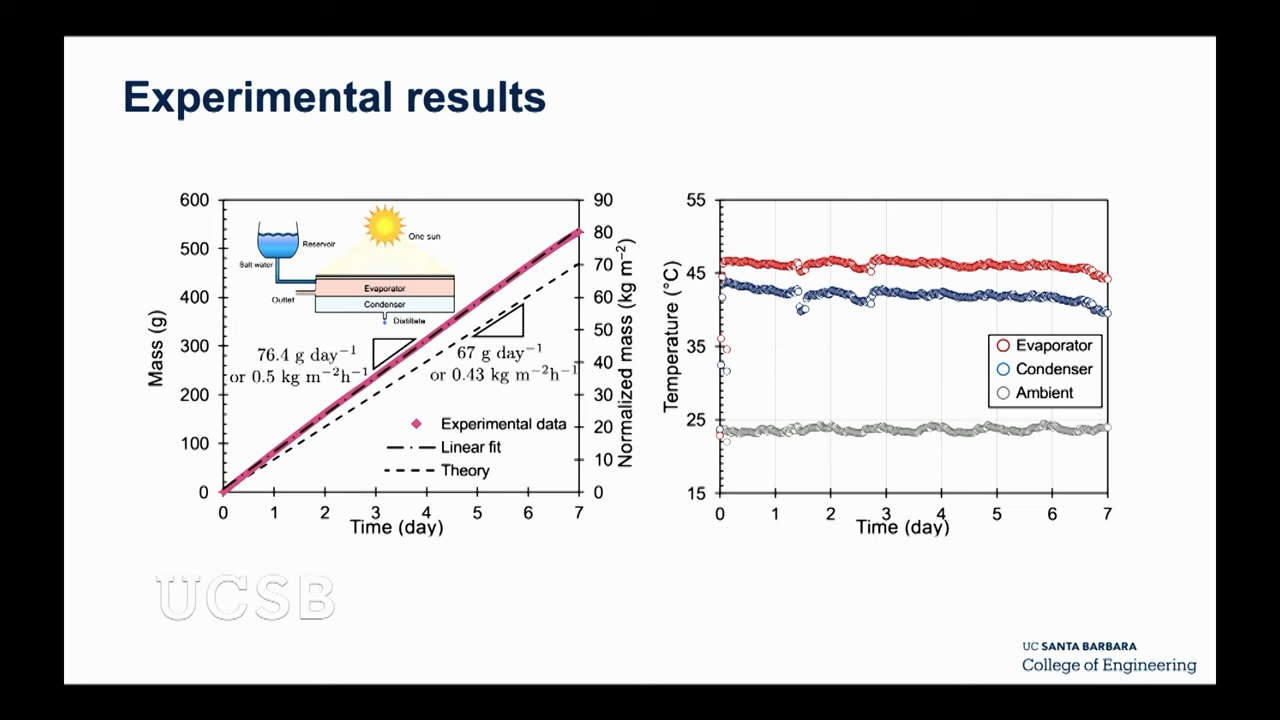 Experimental results
600
500
400
300
200
100
0
Mass (g)
90
80
70
60
50
40
30
20
10
0
Normalized mass (kg m−2)
Reservoir
One sun
Salt water
Evaporator
Outlet
Condenser
Distillate
76.4 g day−1
or 0.5 kg m−2h−1
67 g day−1
or 0.43 kg m−2h−1
Experimental data
Linear fit
Theory
0 1 2 3 4 5 6 7
Time (day)
55
45
35
25
15
Temperature (°C)
Evaporator
Condenser
Ambient
0 1 2 3 4 5 6 7
Time (day)
UCSB
UC SANTA BARBARA
College of Engineering